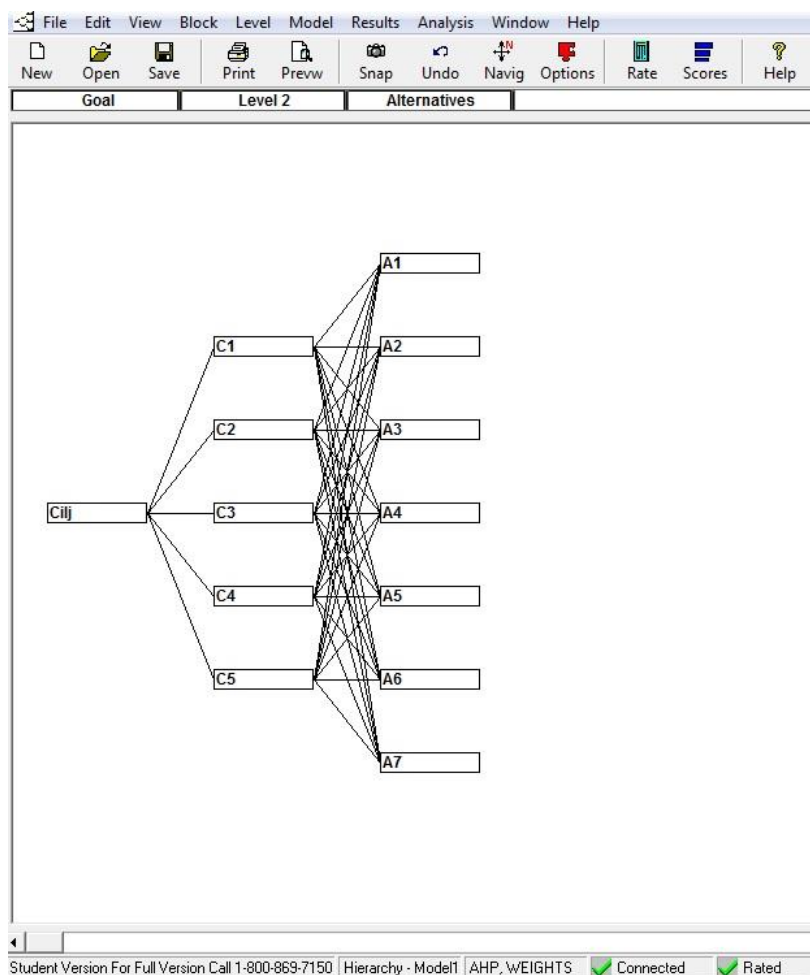 File Edit View Block Level Model Results Analysis Window Help
New Open Save Print Prevw Snap Undo Navig Options Rate Scores Help
Goal Level 2 Alternatives
A1
C1 A2
C2 A3
Cilj C3 A4
C4 A5
C5 A6
A7
Student Version For Full Version Call 1-800-869-7150 Hierarchy - Model1 AHP, WEIGHTS Connected Rated